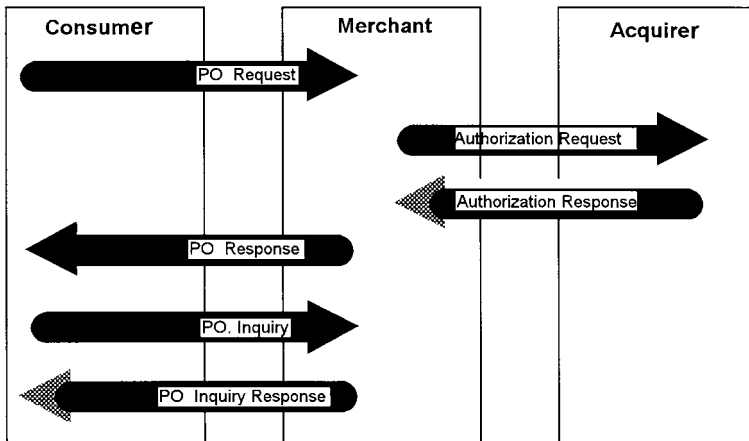 Consumer
Merchant
Acquirer
PO Request
Authorization Request
Authorization Response
PO Response
PO. Inquiry
PO Inquiry Response